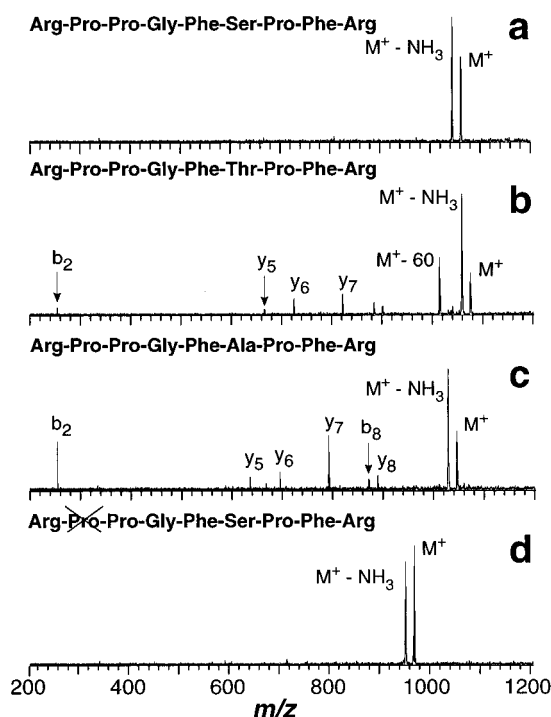 Arg-Pro-Pro-Gly-Phe-Ser-Pro-Phe-Arg
a
M⁺ - NH₃
M⁺
Arg-Pro-Pro-Gly-Phe-Thr-Pro-Phe-Arg
b
M⁺ - NH₃
b₂
y₅
y₆
y₇
M⁺- 60
M⁺
Arg-Pro-Pro-Gly-Phe-Ala-Pro-Phe-Arg
c
M⁺ - NH₃
b₂
y₅
y₆
y₇
b₈
y₈
M⁺
Arg-Pro-Pro-Gly-Phe-Ser-Pro-Phe-Arg
d
M⁺ - NH₃
M⁺
200 400 600 800 1000 1200
m/z